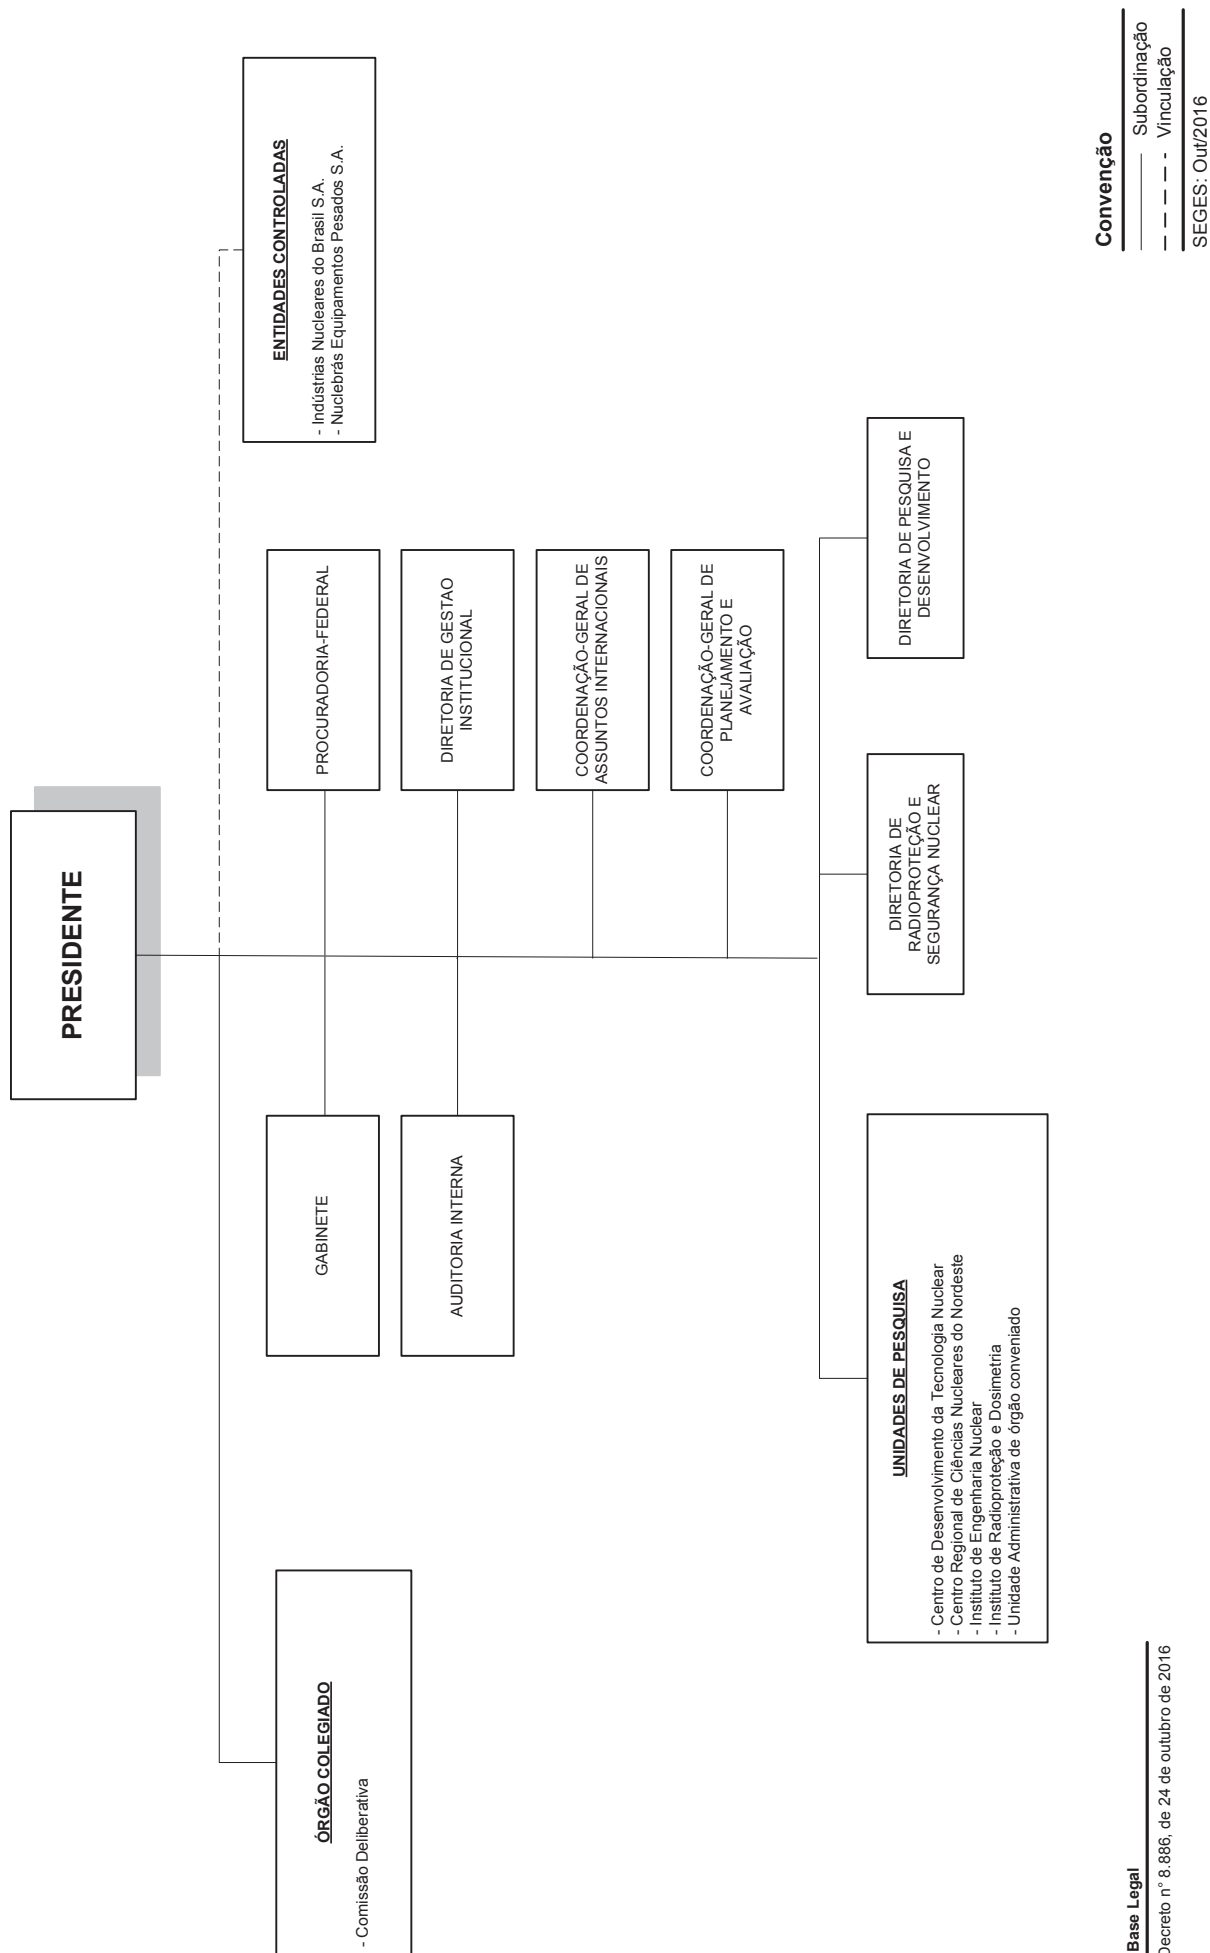 PRESIDENTE
ÓRGÃO COLEGIADO
- Comissão Deliberativa
ENTIDADES CONTROLADAS
- Indústrias Nucleares do Brasil S.A.
- Nuclebrás Equipamentos Pesados S.A.
GABINETE
PROCURADORIA-FEDERAL
AUDITORIA INTERNA
DIRETORIA DE GESTAO
INSTITUCIONAL
COORDENAÇÃO-GERAL DE
ASSUNTOS INTERNACIONAIS
COORDENAÇÃO-GERAL DE
PLANEJAMENTO E
AVALIAÇÃO
UNIDADES DE PESQUISA
- Centro de Desenvolvimento da Tecnologia Nuclear
- Centro Regional de Ciências Nucleares do Nordeste
- Instituto de Engenharia Nuclear
- Instituto de Radioproteção e Dosimetria
- Unidade Administrativa de órgão conveniado
DIRETORIA DE
RADIOPROTEÇÃO E
SEGURANÇA NUCLEAR
DIRETORIA DE PESQUISA E
DESENVOLVIMENTO
Base Legal
Decreto n° 8.886, de 24 de outubro de 2016
Convenção
Subordinação
Vinculação
SEGES: Out/2016